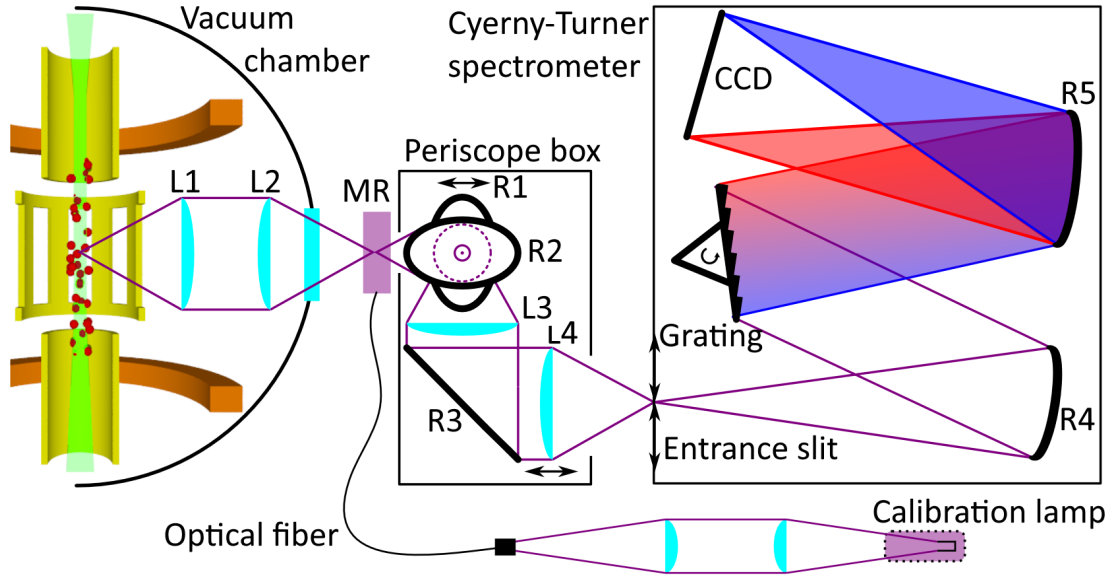 Vacuum
chamber
Cyerny-Turner
spectrometer
CCD
R5
Periscope box
L1
L2
MR
R1
R2
L3
L4
R3
Grating
R4
Entrance slit
Optical fiber
Calibration lamp